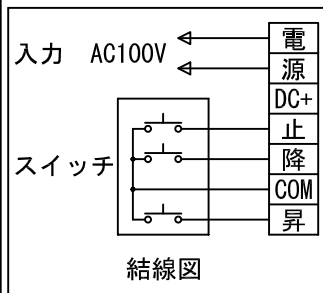 入力 AC100V
電
源
DC+
止
降
COM
昇
スイッチ
結線図